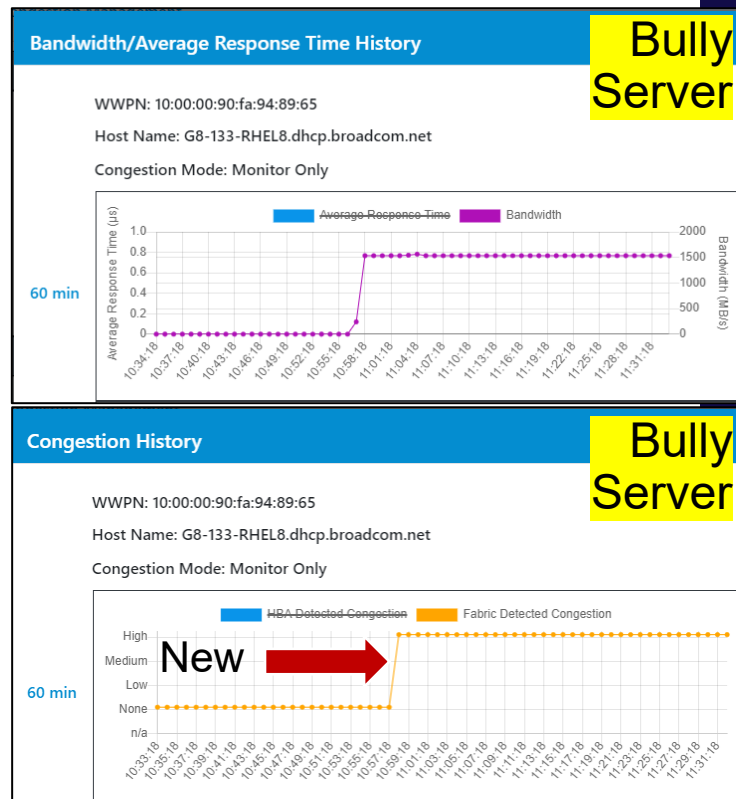 Bandwidth/Average Response Time History
Bully
Server
WWPN: 10:00:00:90:fa:94:89:65
Host Name: G8-133-RHEL8.dhcp.broadcom.net
Congestion Mode: Monitor Only
Average Response Time
Bandwidth
60 min
Average Response Time (μs)
1.0
0.8
0.6
0.4
0.2
0
2000
1500
1000
500
0
Bandwidth (MB/s)
10:34:18
10:37:18
10:40:18
10:43:18
10:46:18
10:49:18
10:52:18
10:55:18
10:58:18
11:01:18
11:04:18
11:07:18
11:10:18
11:13:18
11:16:18
11:19:18
11:22:18
11:25:18
11:28:18
11:31:18
Congestion History
Bully
Server
WWPN: 10:00:00:90:fa:94:89:65
Host Name: G8-133-RHEL8.dhcp.broadcom.net
Congestion Mode: Monitor Only
HBA Detected Congestion
Fabric Detected Congestion
60 min
High
Medium
Low
None
n/a
New
10:33:18
10:35:18
10:37:18
10:39:18
10:41:18
10:43:18
10:45:18
10:47:18
10:49:18
10:51:18
10:53:18
10:55:18
10:57:18
10:59:18
11:01:18
11:03:18
11:05:18
11:07:18
11:09:18
11:11:18
11:13:18
11:15:18
11:17:18
11:19:18
11:21:18
11:23:18
11:25:18
11:27:18
11:29:18
11:31:18